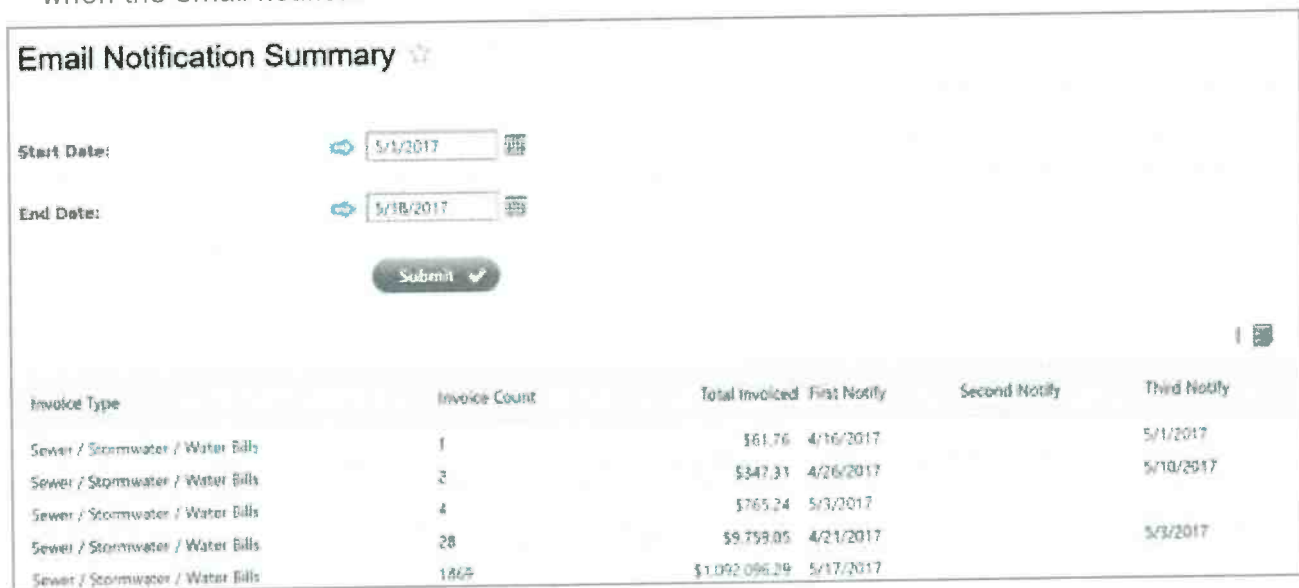 when the email
Email Notification Summary
Start Date: 5/1/2017
End Date: 5/18/2017
Submit
Invoice Type Invoice Count Total Invoiced First Notify Second Notify Third Notify
Sewer / Stormwater / Water Bills 1 $61.76 4/16/2017 5/1/2017
Sewer / Stormwater / Water Bills 2 $347.31 4/26/2017 5/10/2017
Sewer / Stormwater / Water Bills 4 $765.24 5/3/2017
Sewer / Stormwater / Water Bills 28 $9,759.05 4/21/2017 5/3/2017
Sewer / Stormwater / Water Bills 1869 $1,092,096.29 5/17/2017